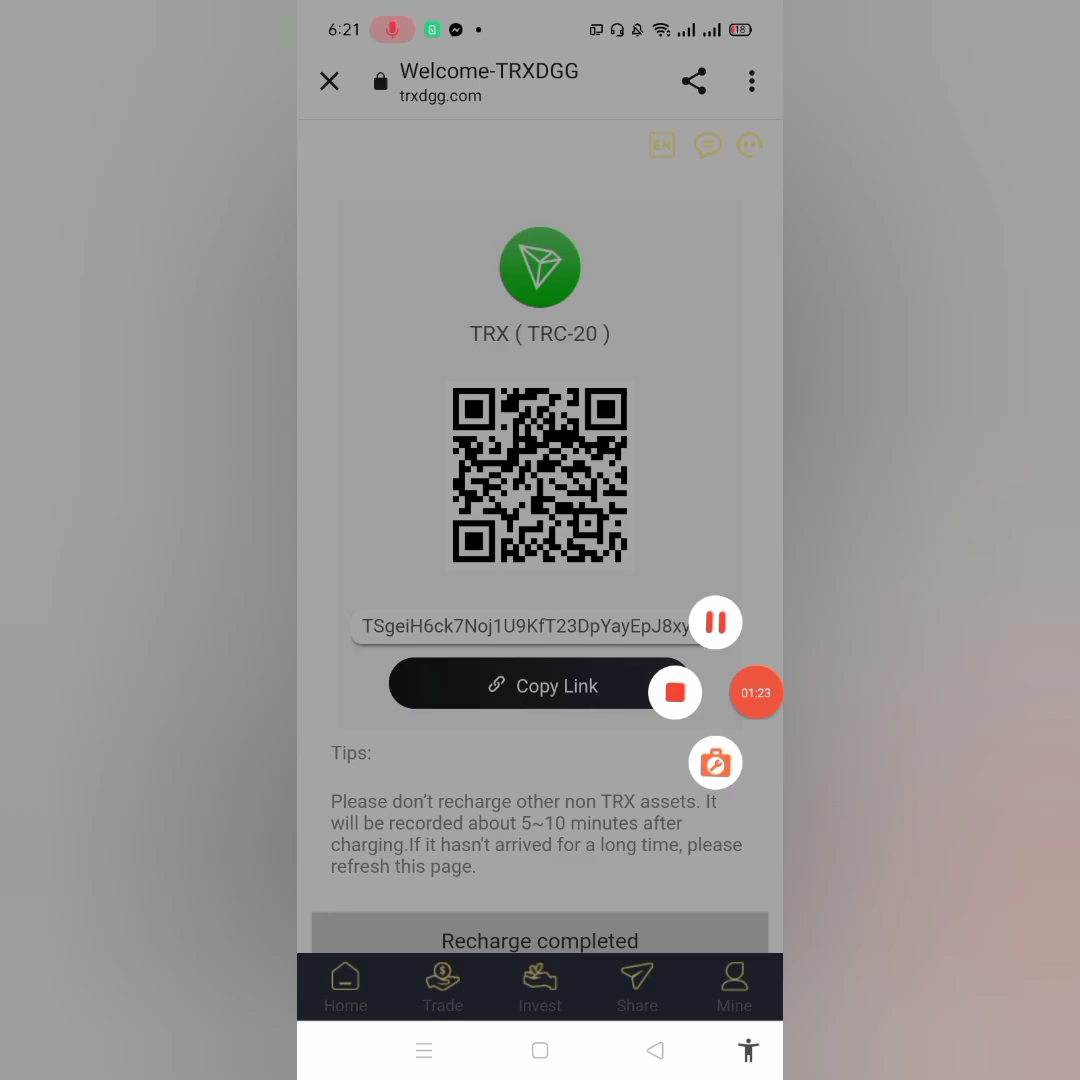 6:21
18
Welcome-TRXDGG
trxdgg.com
EN
TRX ( TRC-20 )
TSgeiH6ck7Noj1U9KfT23DpYayEpJ8xy
Copy Link
01:23
Tips:
Please don't recharge other non TRX assets. It
will be recorded about 5~10 minutes after
charging.If it hasn't arrived for a long time, please
refresh this page.
Recharge completed
Home
Trade
Invest
Share
Mine